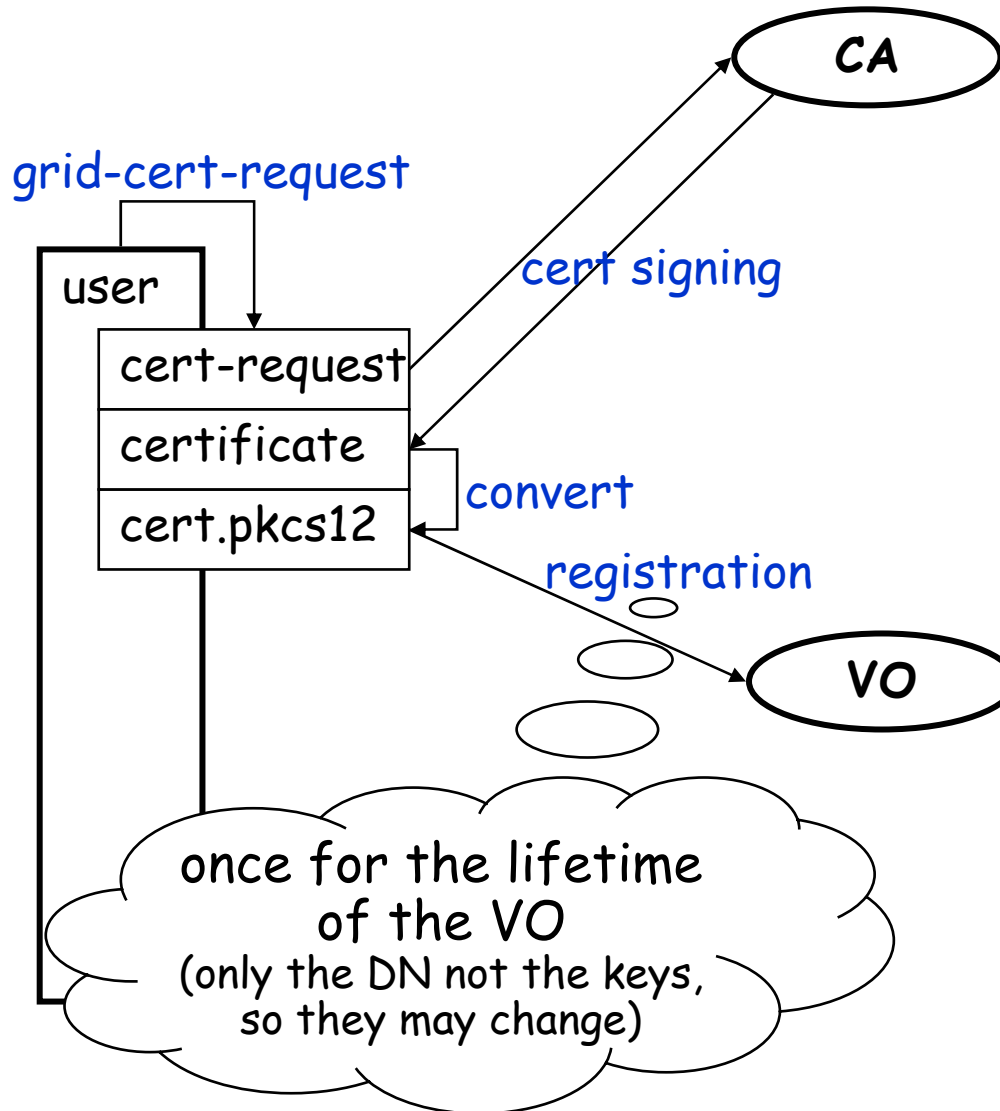 CA
grid-cert-request
cert signing
user
cert-request
certificate
convert
cert.pkcs12
registration
VO
once for the lifetime
of the VO
(only the DN not the keys,
so they may change)